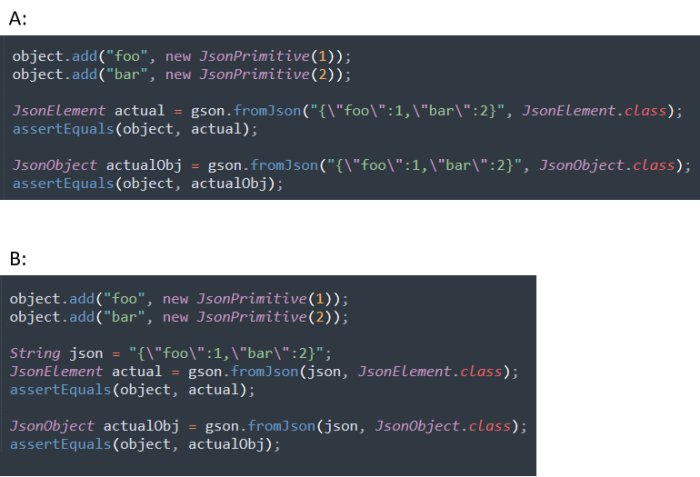 A:
object.add("foo", new JsonPrimitive(1));
object.add("bar", new JsonPrimitive(2));
JsonElement actual = gson.fromJson("{\"foo\":1,\"bar\":2}", JsonElement.class);
assertEquals(object, actual);
JsonObject actualObj = gson.fromJson("{\"foo\":1,\"bar\":2}", JsonObject.class);
assertEquals(object, actualObj);
B:
object.add("foo", new JsonPrimitive(1));
object.add("bar", new JsonPrimitive(2));
String json = "{\"foo\":1,\"bar\":2}";
JsonElement actual = gson.fromJson(json, JsonElement.class);
assertEquals(object, actual);
JsonObject actualObj = gson.fromJson(json, JsonObject.class);
assertEquals(object, actualObj);